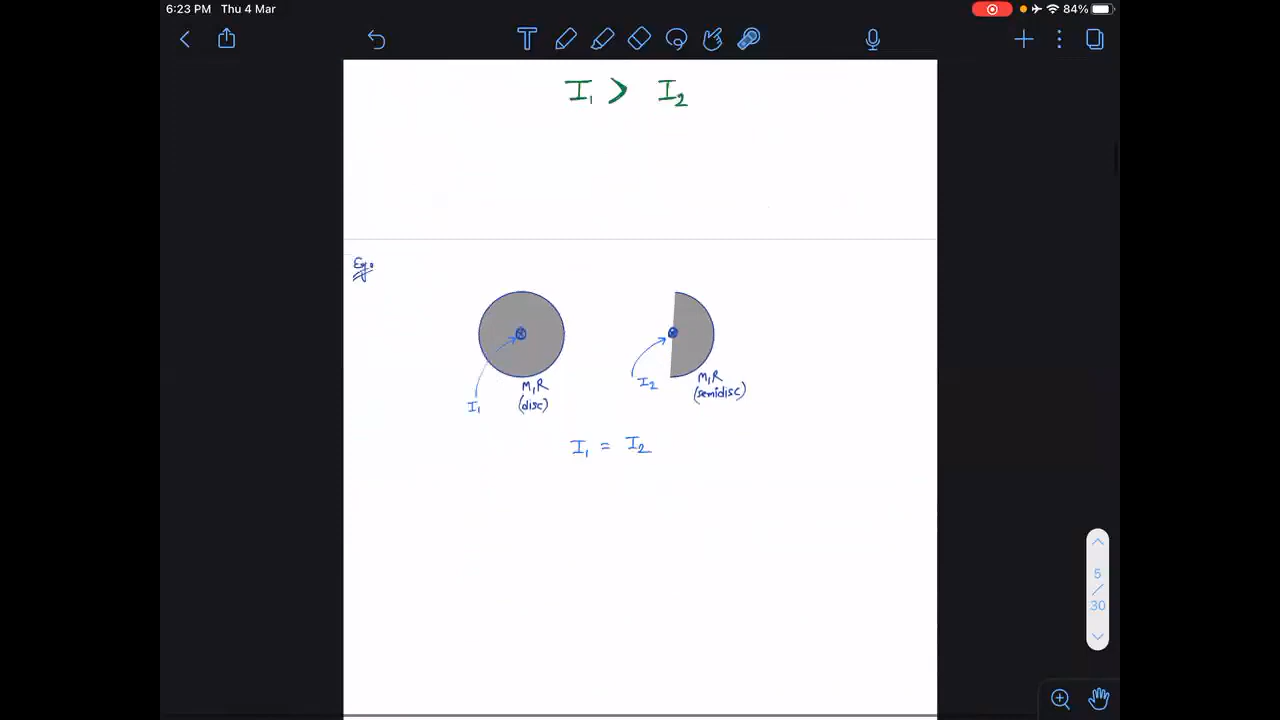 6:23 PM Thu 4 Mar
84%
T
I₁ > I₂
Eg:
M,R
(disc)
I₁
I₂
M,R
(semidisc)
I₁ = I₂
5
/
30